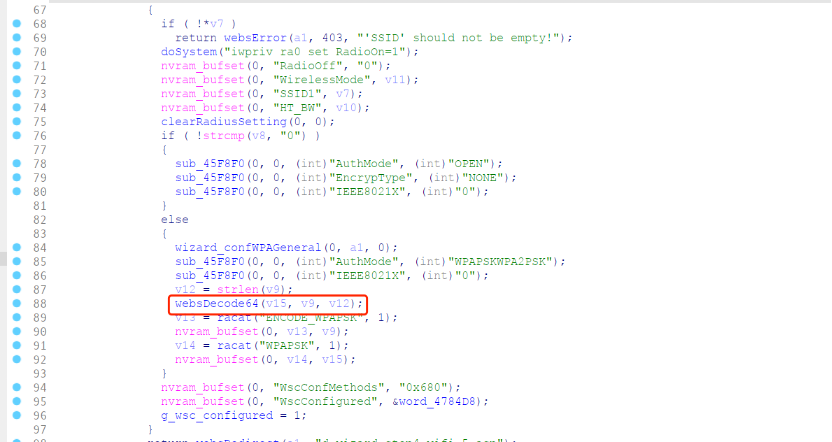 67 {
68 if ( !*v7 )
69 return websError(a1, 403, "'SSID' should not be empty!");
70 doSystem("iwpriv ra0 set RadioOn=1");
71 nvram_bufset(0, "RadioOff", "0");
72 nvram_bufset(0, "WirelessMode", v11);
73 nvram_bufset(0, "SSID1", v7);
74 nvram_bufset(0, "HT_BW", v10);
75 clearRadiusSetting(0, 0);
76 if ( !strcmp(v8, "0") )
77 {
78 sub_45F8F0(0, 0, (int)"AuthMode", (int)"OPEN");
79 sub_45F8F0(0, 0, (int)"EncrypType", (int)"NONE");
80 sub_45F8F0(0, 0, (int)"IEEE8021X", (int)"0");
81 }
82 else
83 {
84 wizard_confWPAGeneral(0, a1, 0);
85 sub_45F8F0(0, 0, (int)"AuthMode", (int)"WPAPSKWPA2PSK");
86 sub_45F8F0(0, 0, (int)"IEEE8021X", (int)"0");
87 v12 = strlen(v9);
88 websDecode64(v15, v9, v12);
89 v13 = racat("ENCODE_WPAPSK", 1);
90 nvram_bufset(0, v13, v9);
91 v14 = racat("WPAPSK", 1);
92 nvram_bufset(0, v14, v15);
93 }
94 nvram_bufset(0, "WscConfMethods", "0x680");
95 nvram_bufset(0, "WscConfigured", &word_4784D8);
96 g_wsc_configured = 1;
97 }